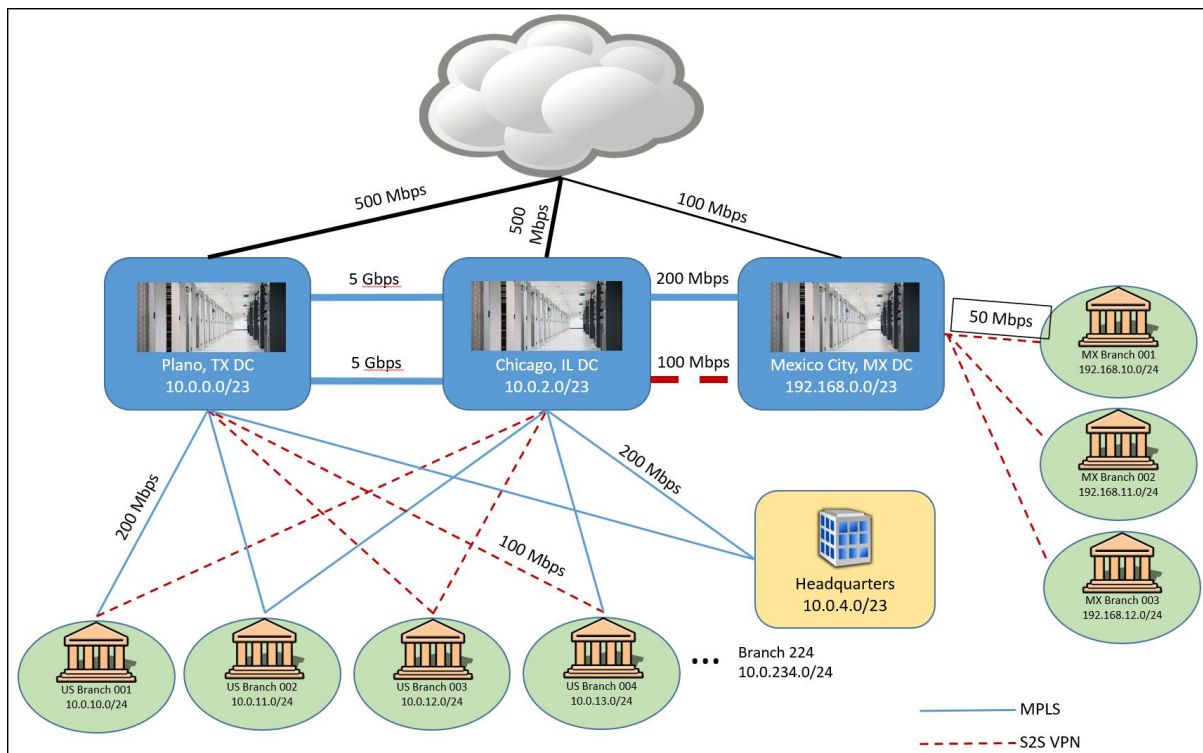 500 Mbps
500
Mbps
100 Mbps
5 Gbps
200 Mbps
5 Gbps
100 Mbps
Plano, TX DC
10.0.0.0/23
Chicago, IL DC
10.0.2.0/23
Mexico City, MX DC
192.168.0.0/23
50 Mbps
MX Branch 001
192.168.10.0/24
MX Branch 002
192.168.11.0/24
MX Branch 003
192.168.12.0/24
200 Mbps
200 Mbps
100 Mbps
Headquarters
10.0.4.0/23
US Branch 001
10.0.10.0/24
US Branch 002
10.0.11.0/24
US Branch 003
10.0.12.0/24
US Branch 004
10.0.13.0/24
... Branch 224
10.0.234.0/24
MPLS
S2S VPN